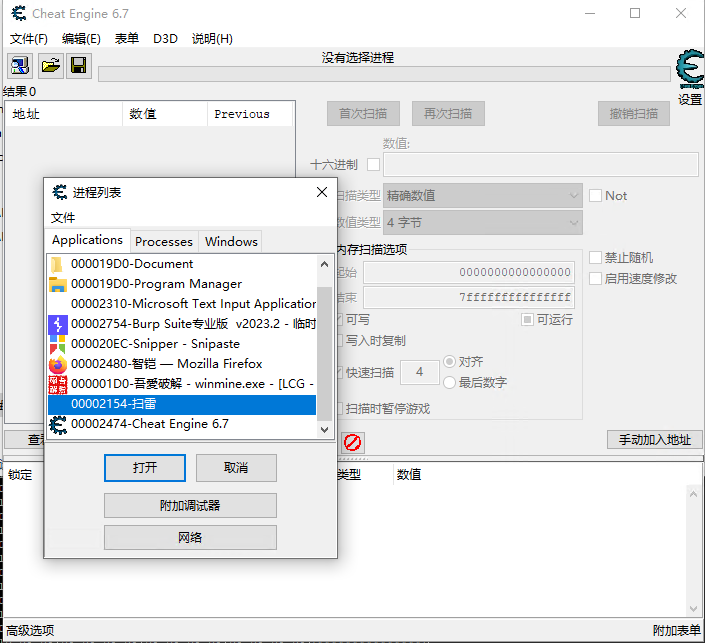 Cheat Engine 6.7
文件(F) 编辑(E) 表单 D3D 说明(H)
没有选择进程
结果0
设置
地址 数值 Previous
首次扫描 再次扫描 撤销扫描
数值:
十六进制
扫描类型 精确数值 Not
数值类型 4 字节
内存扫描选项
起始 0000000000000000
结束 7fffffffffffffff
可写 可运行
写入时复制
快速扫描 4 对齐
最后数字
扫描时暂停游戏
禁止随机
启用速度修改
进程列表
文件
Applications Processes Windows
000019D0-Document
000019D0-Program Manager
00002310-Microsoft Text Input Application
00002754-Burp Suite专业版 v2023.2 - 临时
000020EC-Snipper - Snipaste
00002480-智铠 — Mozilla Firefox
000001D0-吾愛破解 - winmine.exe - [LCG -
00002154-扫雷
00002474-Cheat Engine 6.7
打开 取消
附加调试器
网络
查 手动加入地址
锁定 类型 数值
高级选项 附加表单